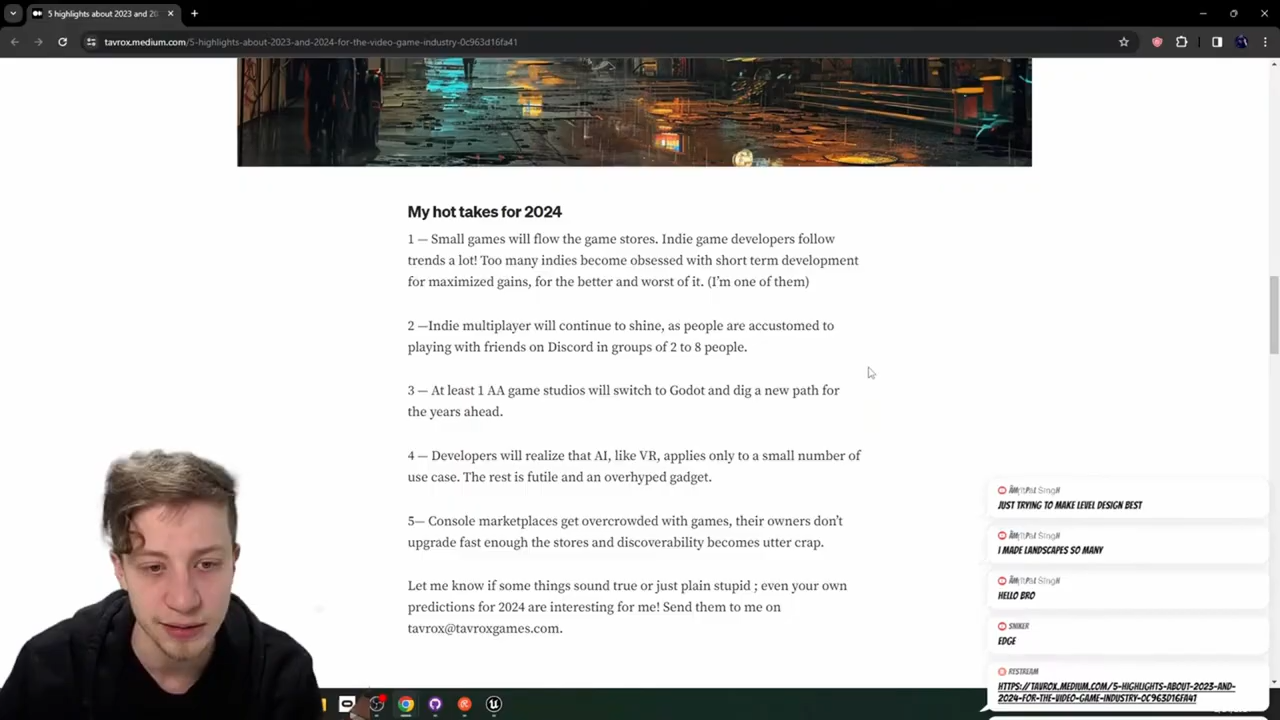 5 highlights about 2023 and 20
tavrox.medium.com/5-highlights-about-2023-and-2024-for-the-video-game-industry-0c963d16fa41
My hot takes for 2024
1 — Small games will flow the game stores. Indie game developers follow
trends a lot! Too many indies become obsessed with short term development
for maximized gains, for the better and worst of it. (I'm one of them)
2 —Indie multiplayer will continue to shine, as people are accustomed to
playing with friends on Discord in groups of 2 to 8 people.
3 — At least 1 AA game studios will switch to Godot and dig a new path for
the years ahead.
4 — Developers will realize that AI, like VR, applies only to a small number of
use case. The rest is futile and an overhyped gadget.
5— Console marketplaces get overcrowded with games, their owners don't
upgrade fast enough the stores and discoverability becomes utter crap.
Let me know if some things sound true or just plain stupid ; even your own
predictions for 2024 are interesting for me! Send them to me on
tavrox@tavroxgames.com.
SingH
JUST TRYING TO MAKE LEVEL DESIGN BEST
SingH
I MADE LANDSCAPES SO MANY
SingH
HELLO BRO
SNIKER
EDGE
RESTREAM
HTTPS://TAVROX.MEDIUM.COM/5-HIGHLIGHTS-ABOUT-2023-AND-
2024-FOR-THE-VIDEO-GAME-INDUSTRY-0C963D16FA41